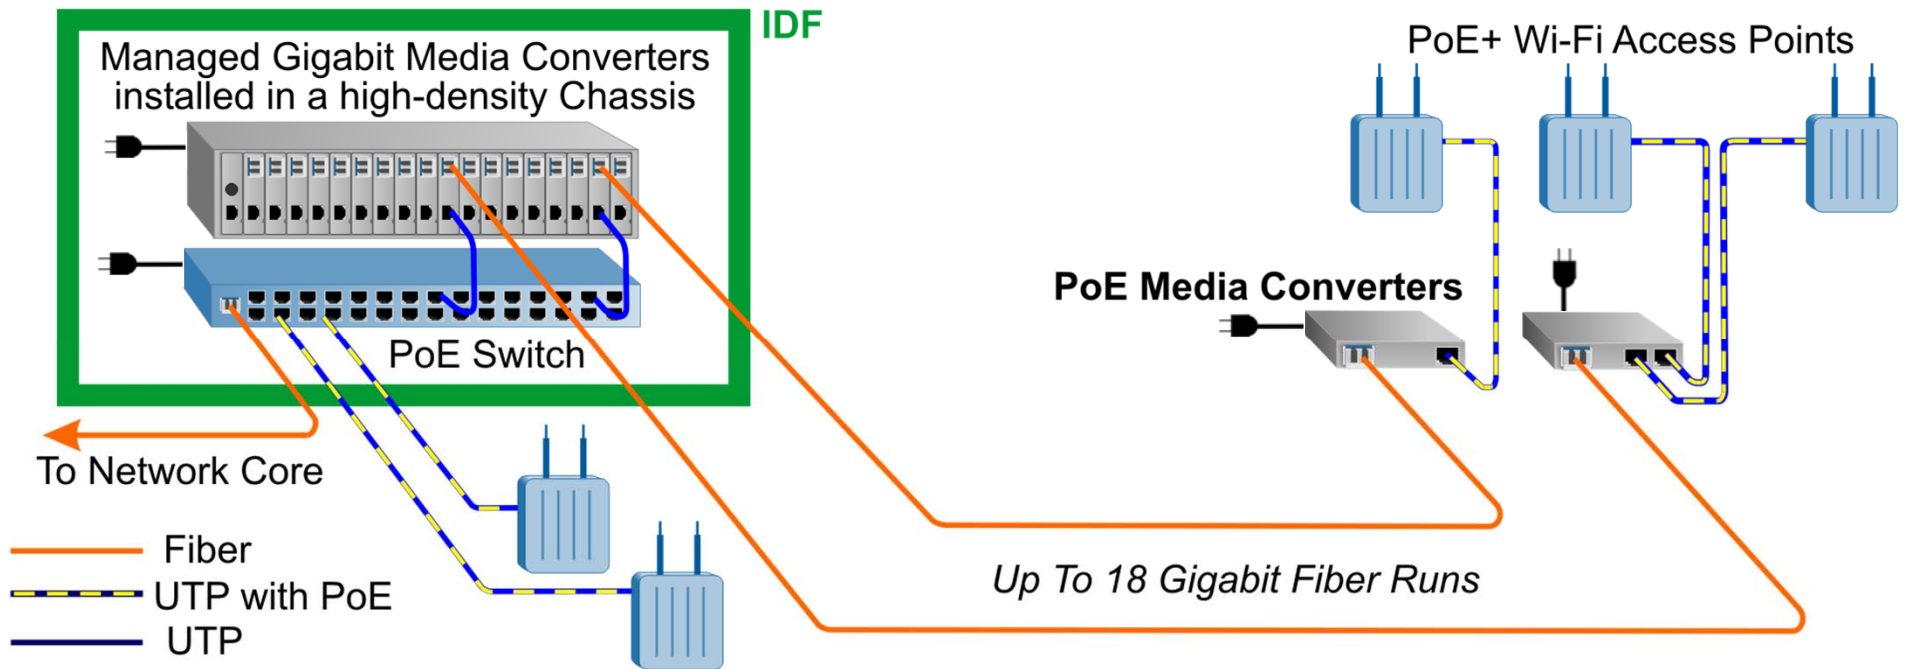 IDF
Managed Gigabit Media Converters
installed in a high-density Chassis
PoE Switch
To Network Core
Fiber
UTP with PoE
UTP
PoE+ Wi-Fi Access Points
PoE Media Converters
Up To 18 Gigabit Fiber Runs